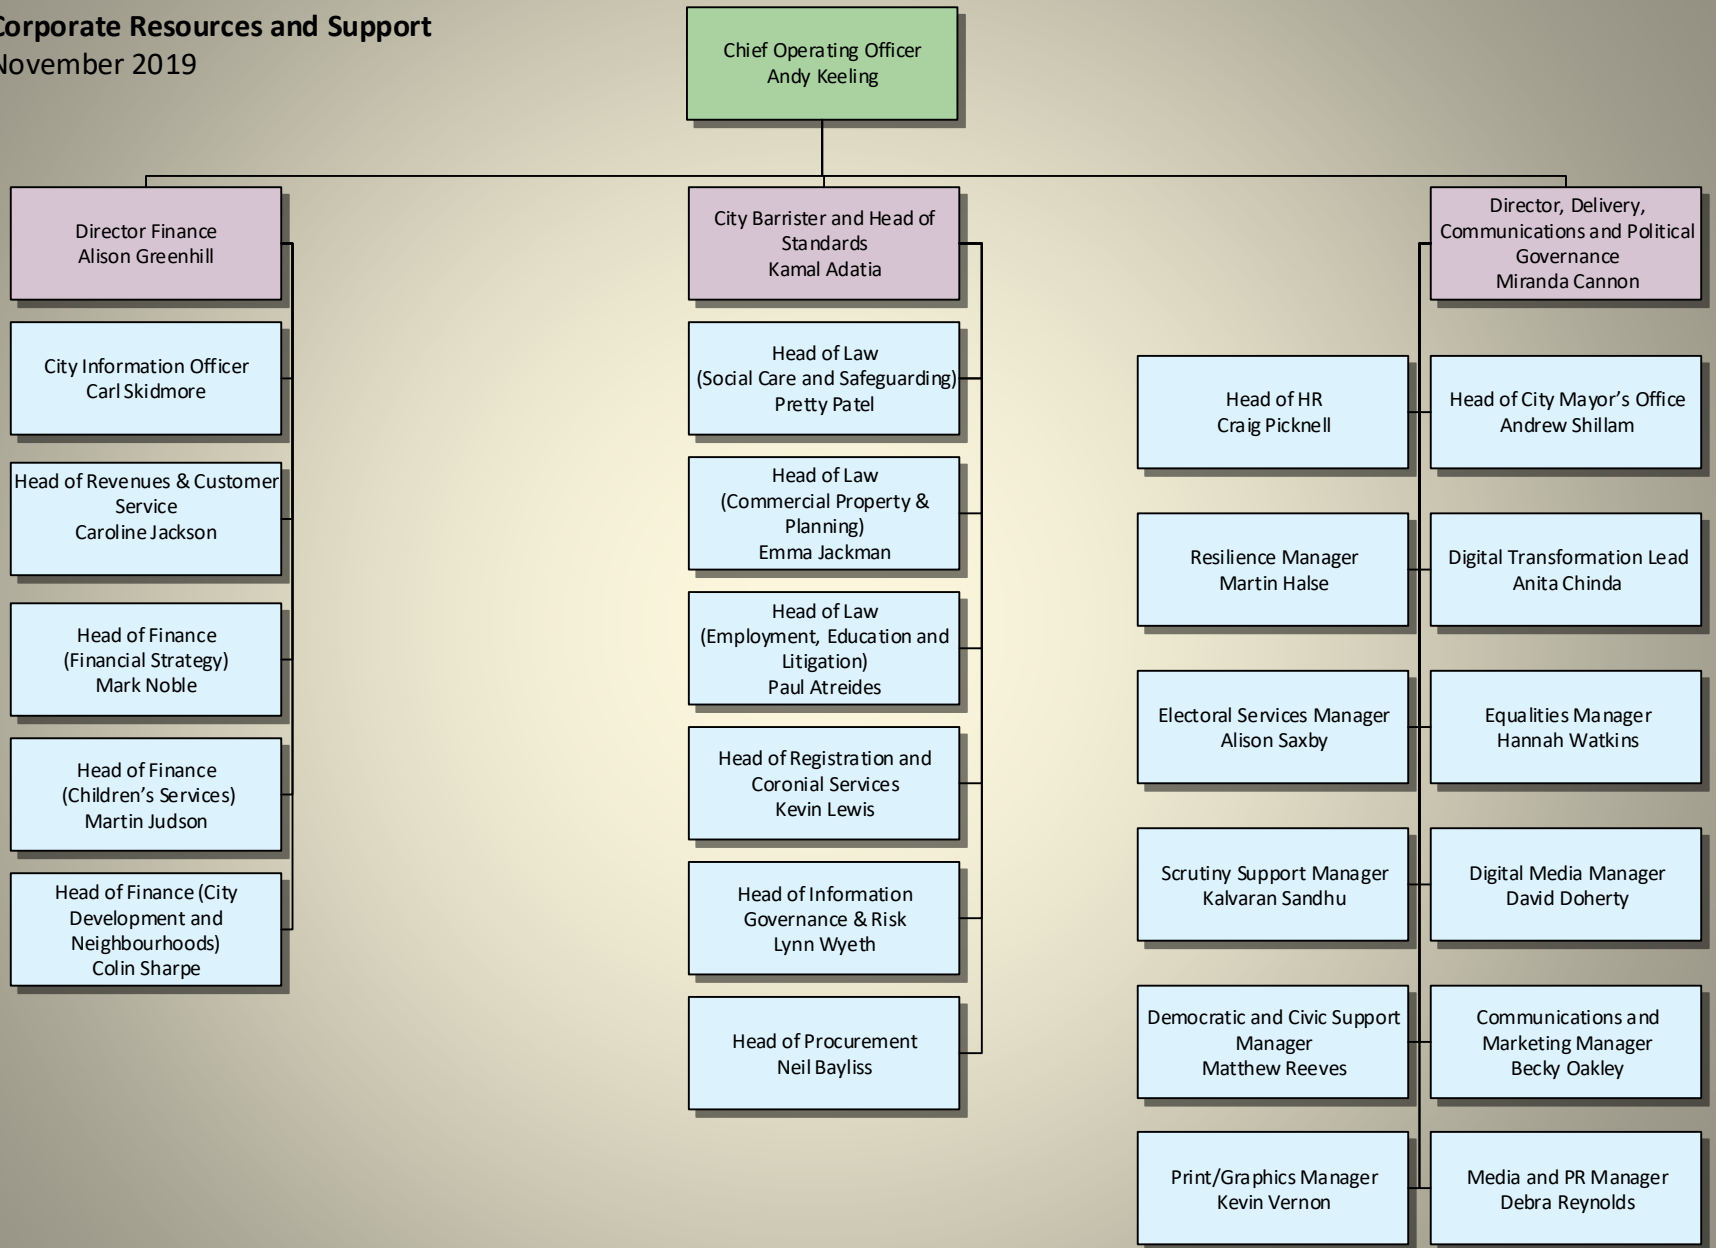 Corporate Resources and Support
November 2019
Chief Operating Officer
Andy Keeling
Director Finance
Alison Greenhill
City Information Officer
Carl Skidmore
Head of Revenues & Customer
Service
Caroline Jackson
Head of Finance
(Financial Strategy)
Mark Noble
Head of Finance
(Children's Services)
Martin Judson
Head of Finance (City
Development and
Neighbourhoods)
Colin Sharpe
City Barrister and Head of
Standards
Kamal Adatia
Head of Law
(Social Care and Safeguarding)
Pretty Patel
Head of Law
(Commercial Property &
Planning)
Emma Jackman
Head of Law
(Employment, Education and
Litigation)
Paul Atreides
Head of Registration and
Coronial Services
Kevin Lewis
Head of Information
Governance & Risk
Lynn Wyeth
Head of Procurement
Neil Bayliss
Director, Delivery,
Communications and Political
Governance
Miranda Cannon
Head of HR
Craig Picknell
Head of City Mayor's Office
Andrew Shillam
Resilience Manager
Martin Halse
Digital Transformation Lead
Anita Chinda
Electoral Services Manager
Alison Saxby
Equalities Manager
Hannah Watkins
Scrutiny Support Manager
Kalvaran Sandhu
Digital Media Manager
David Doherty
Democratic and Civic Support
Manager
Matthew Reeves
Communications and
Marketing Manager
Becky Oakley
Print/Graphics Manager
Kevin Vernon
Media and PR Manager
Debra Reynolds